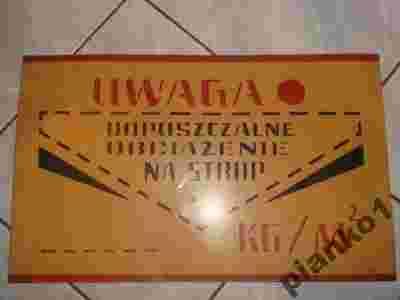 UWAGA
DOPUSZCZALNE
OBCIĄŻENIE
NA STROP
KG/M²
pianko1